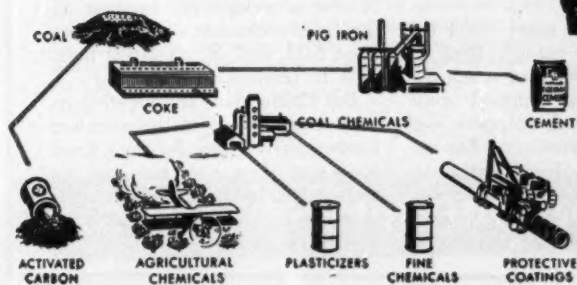 COAL
PIG IRON
COKE
COAL CHEMICALS
CEMENT
ACTIVATED
CARBON
AGRICULTURAL
CHEMICALS
PLASTICIZERS
FINE
CHEMICALS
PROTECTIVE
COATINGS